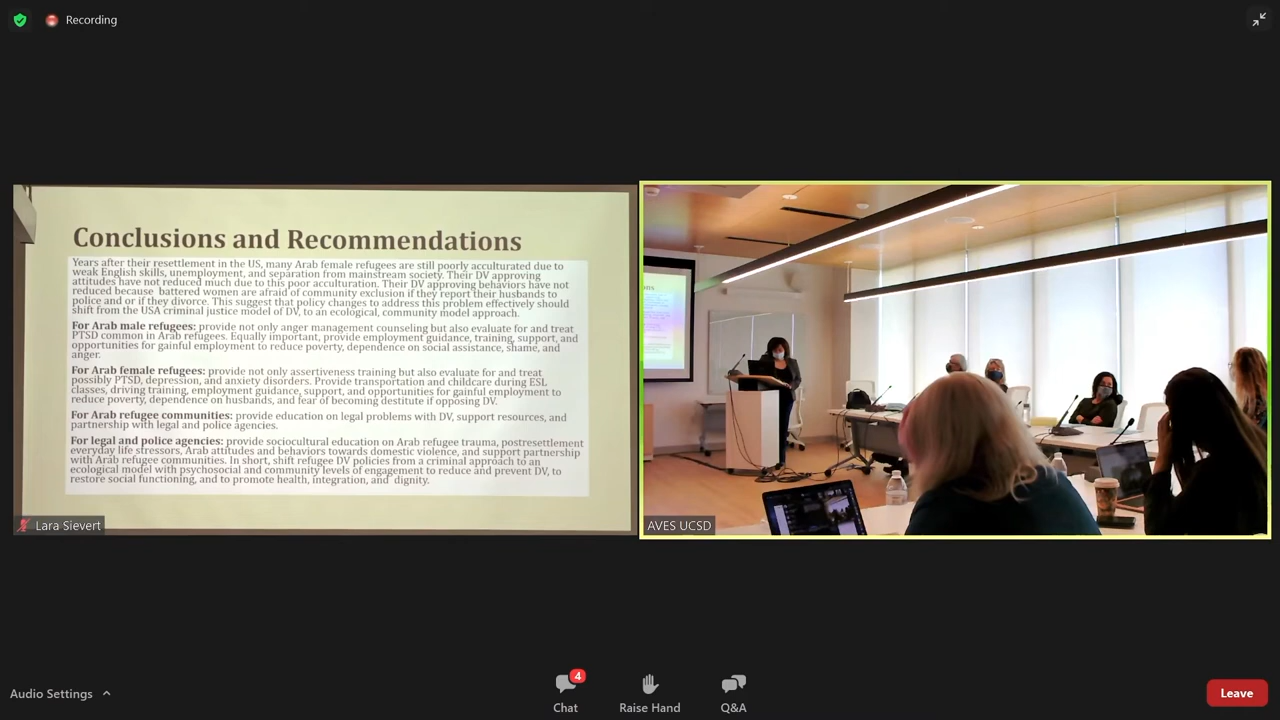 Recording
Conclusions and Recommendations
Years after their resettlement in the US, many Arab female refugees are still poorly acculturated due to
weak English skills, unemployment, and separation from mainstream society. Their DV approving
attitudes have not reduced much due to this poor acculturation. Their DV approving behaviors have not
reduced because battered women are afraid of community exclusion if they report their husbands to
police and or if they divorce. This suggest that policy changes to address this problem effectively should
shift from the USA criminal justice model of DV, to an ecological, community model approach.
For Arab male refugees: provide not only anger management counseling but also evaluate for and treat
PTSD common in Arab refugees. Equally important, provide employment guidance, training, support, and
opportunities for gainful employment to reduce poverty, dependence on social assistance, shame, and
anger.
For Arab female refugees: provide not only assertiveness training but also evaluate for and treat
possibly PTSD, depression, and anxiety disorders. Provide transportation and childcare during ESL
classes, driving training, employment guidance, support, and opportunities for gainful employment to
reduce poverty, dependence on husbands, and fear of becoming destitute if opposing DV.
For Arab refugee communities: provide education on legal problems with DV, support resources, and
partnership with legal and police agencies.
For legal and police agencies: provide sociocultural education on Arab refugee trauma, postresettlement
everyday life stressors, Arab attitudes and behaviors towards domestic violence, and support partnership
with Arab refugee communities. In short, shift refugee DV policies from a criminal approach to an
ecological model with psychosocial and community levels of engagement to reduce and prevent DV, to
restore social functioning, and to promote health, integration, and dignity.
Lara Sievert
AVES UCSD
Audio Settings
4
Chat
Raise Hand
Q&A
Leave